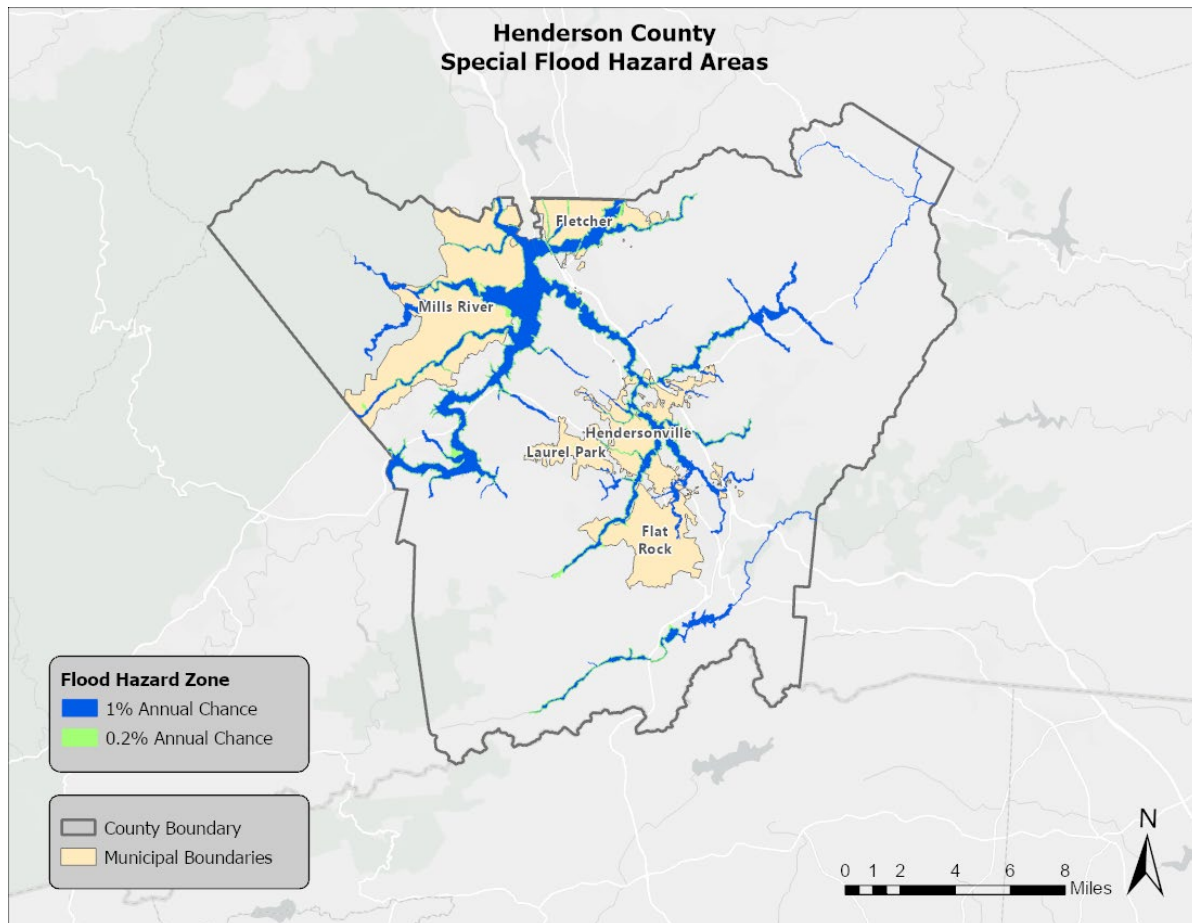 Henderson County
Special Flood Hazard Areas
Fletcher
Mills River
Hendersonville
Laurel Park
Flat
Rock
Flood Hazard Zone
1% Annual Chance
0.2% Annual Chance
County Boundary
Municipal Boundaries
N
0 1 2 4 6 8 Miles